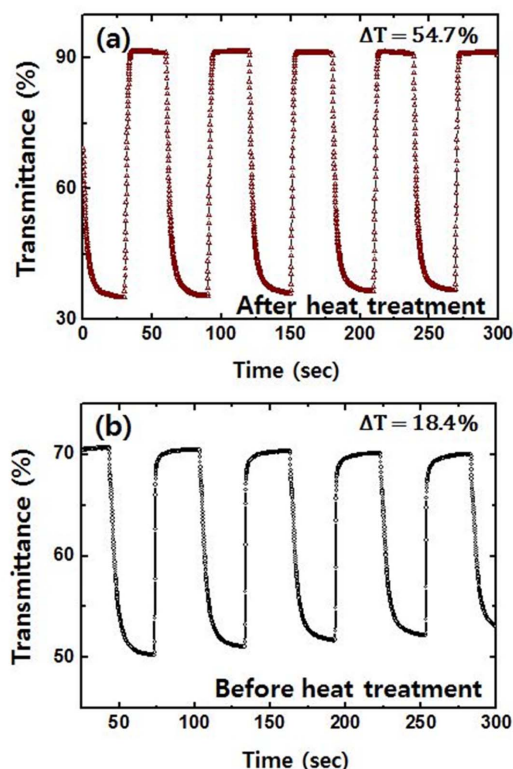 (a)
ΔT = 54.7%
90
60
30
Transmittance (%)
After heat treatment
0 50 100 150 200 250 300
Time (sec)
(b)
ΔT = 18.4%
70
60
50
Transmittance (%)
Before heat treatment
50 100 150 200 250 300
Time (sec)